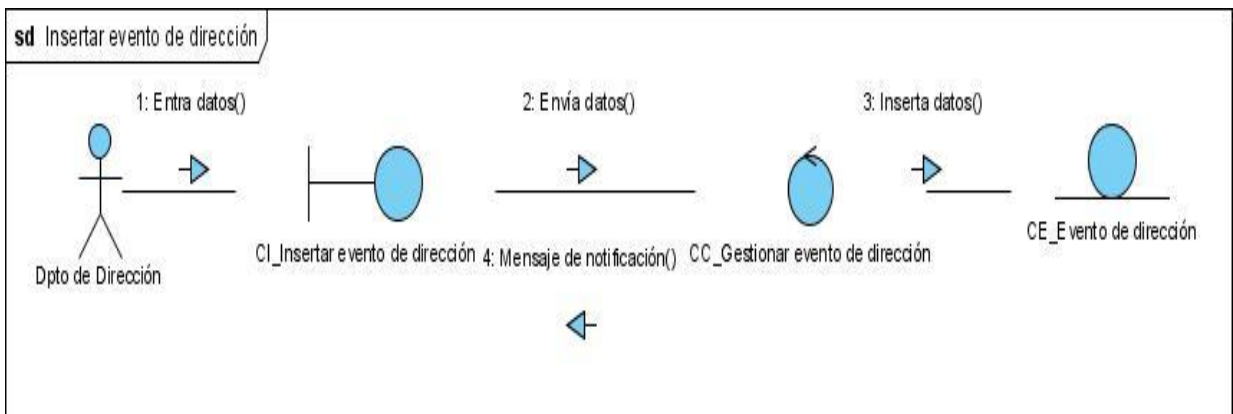 sd Insertar evento de dirección
1: Entra datos()
2: Envía datos()
3: Inserta datos()
Dpto de Dirección
CI_Insertar evento de dirección
4: Mensaje de notificación()
CC_Gestionar evento de dirección
CE_Evento de dirección